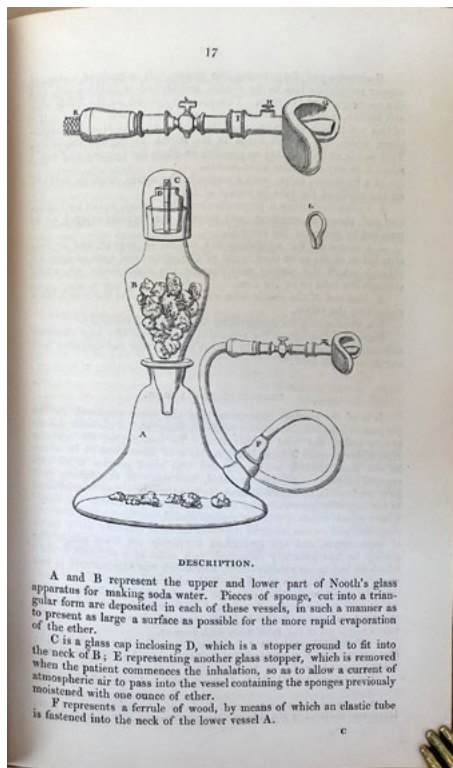 17
C
D
B
A
F
L
DESCRIPTION.
A and B represent the upper and lower part of Nooth's glass
apparatus for making soda water. Pieces of sponge, cut into a trian-
gular form are deposited in each of these vessels, in such a manner as
to present as large a surface as possible for the more rapid evaporation
of the ether.
C is a glass cap inclosing D, which is a stopper ground to fit into
the neck of B; E representing another glass stopper, which is removed
when the patient commences the inhalation, so as to allow a current of
atmospheric air to pass into the vessel containing the sponges previously
moistened with one ounce of ether.
F represents a ferrule of wood, by means of which an elastic tube
is fastened into the neck of the lower vessel A.
C